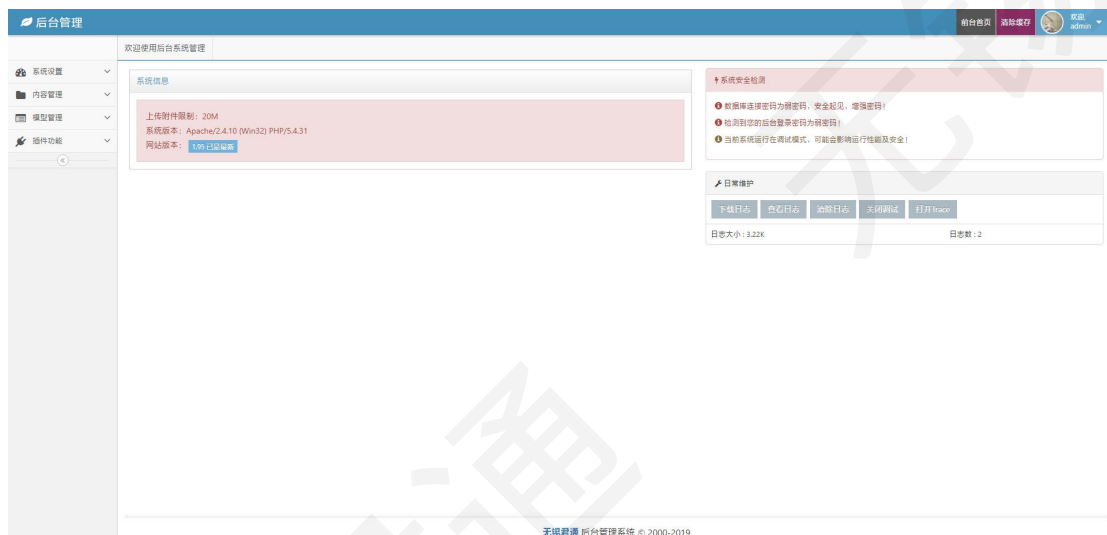 后台管理
前台首页 清除缓存 欢迎, admin
欢迎使用后台系统管理
系统设置
内容管理
模型管理
插件功能
系统信息
上传附件限制：20M
系统版本：Apache/2.4.10 (Win32) PHP/5.4.31
网站版本：1.95 已是最新
系统安全检测
数据库连接密码为弱密码，安全起见，增强密码！
检测到您的后台登录密码为弱密码！
当前系统运行在调试模式，可能会影响运行性能及安全！
日常维护
下载日志 查看日志 清除日志 关闭调试 打开Trace
日志大小 : 3.22K 日志数 : 2
无锡君通 后台管理系统 © 2000-2019